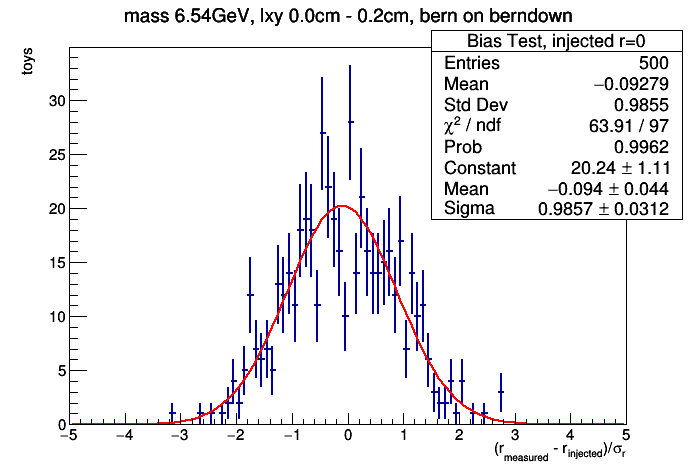 mass 6.54GeV, lxy 0.0cm - 0.2cm, bern on berndown
toys
Bias Test, injected r=0
Entries 500
Mean −0.09279
Std Dev 0.9855
χ² / ndf 63.91 / 97
Prob 0.9962
Constant 20.24 ± 1.11
Mean −0.094 ± 0.044
Sigma 0.9857 ± 0.0312
30
25
20
15
10
5
0
−5 −4 −3 −2 −1 0 1 2 3 4 5
(r_measured - r_injected)/σ_r